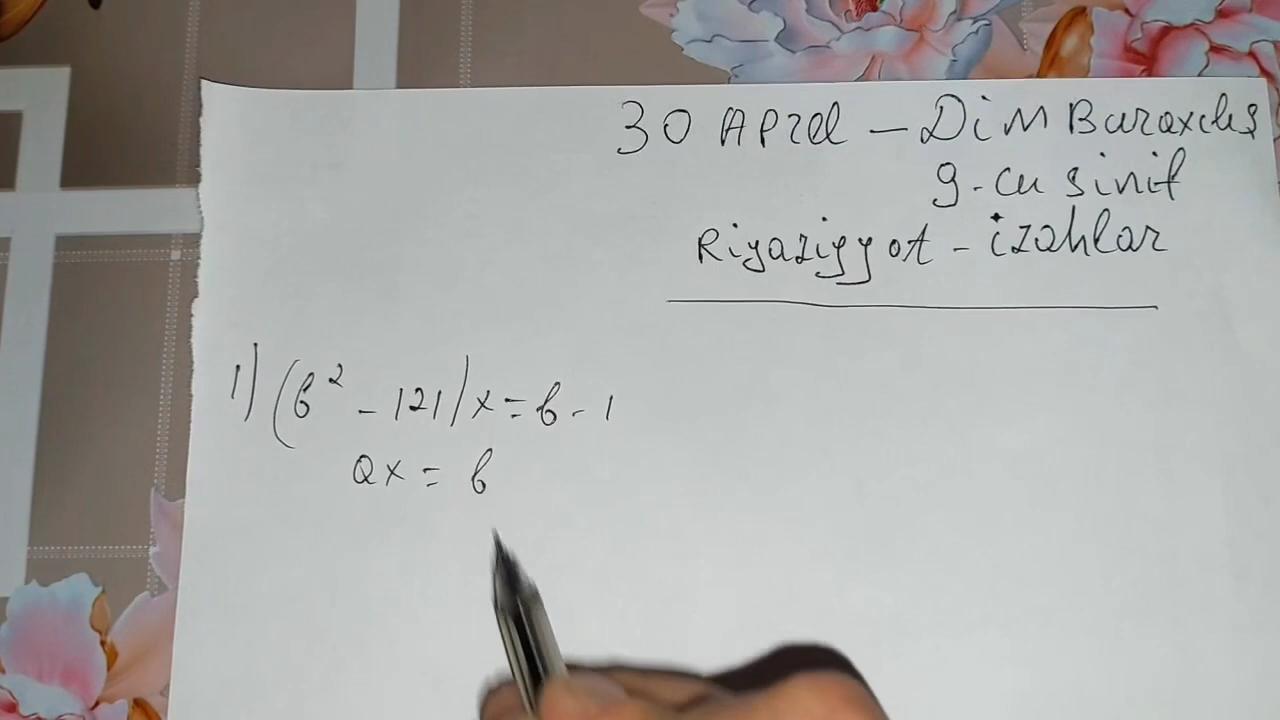 30 Aprel - DiM Buraxılış
9-cu sinif
Riyaziyyat - izahlar
1) (b² - 121)x = b - 1
ax = b